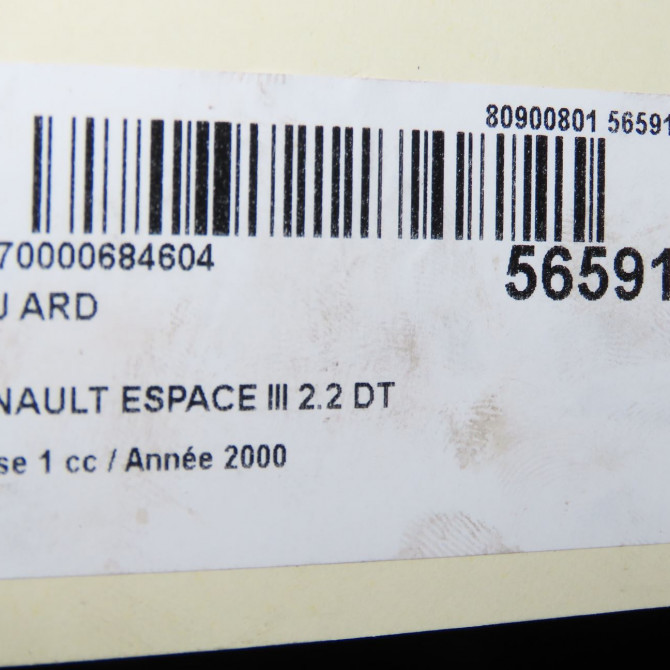 80900801 56591
70000684604
56591
ARD
NAULT ESPACE III 2.2 DT
se 1 cc / Année 2000